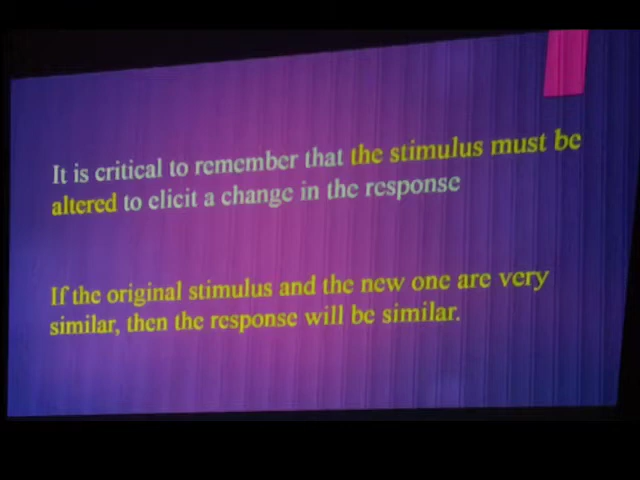 It is critical to remember that the stimulus must be
altered to elicit a change in the response
If the original stimulus and the new one are very
similar, then the response will be similar.